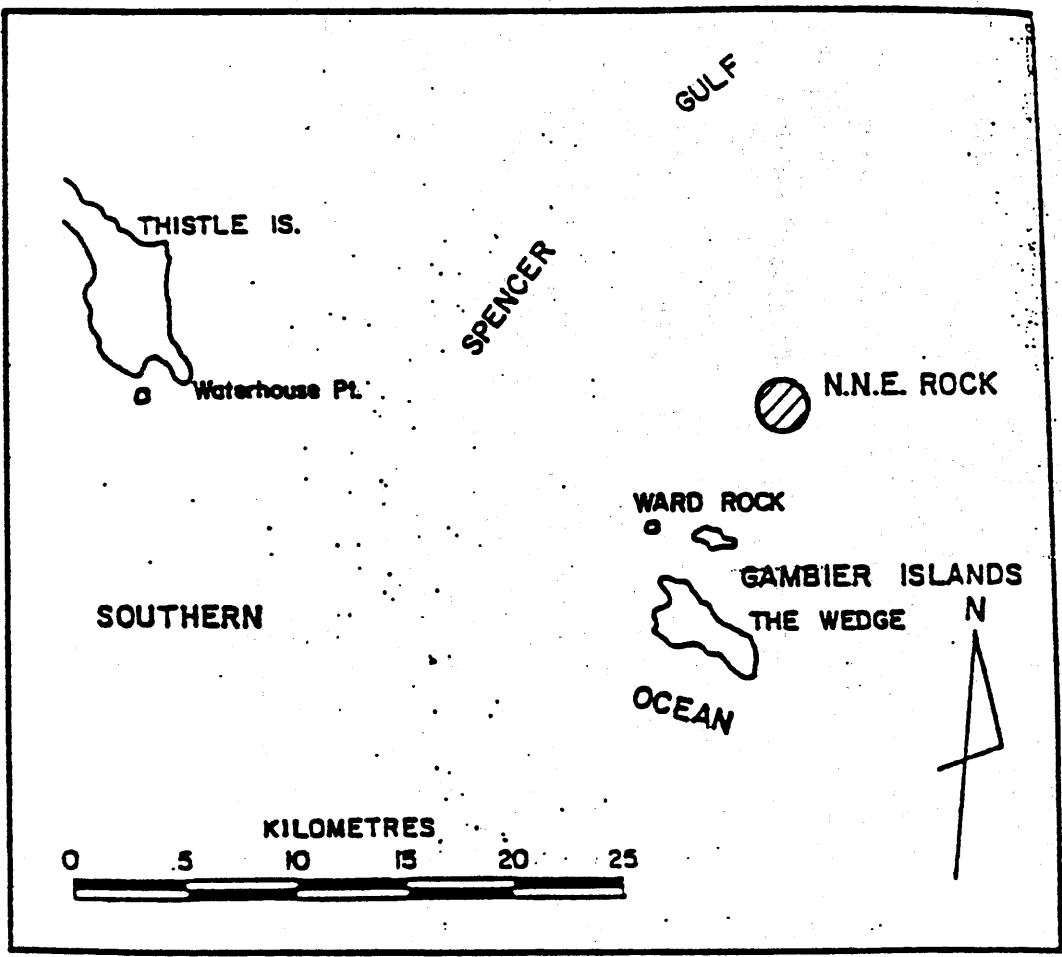 GULF
THISTLE IS.
SPENCER
Waterhouse Pt.
N.N.E. ROCK
WARD ROCK
GAMBIER ISLANDS
SOUTHERN
THE WEDGE
N
OCEAN
KILOMETRES
0 5 10 15 20 25